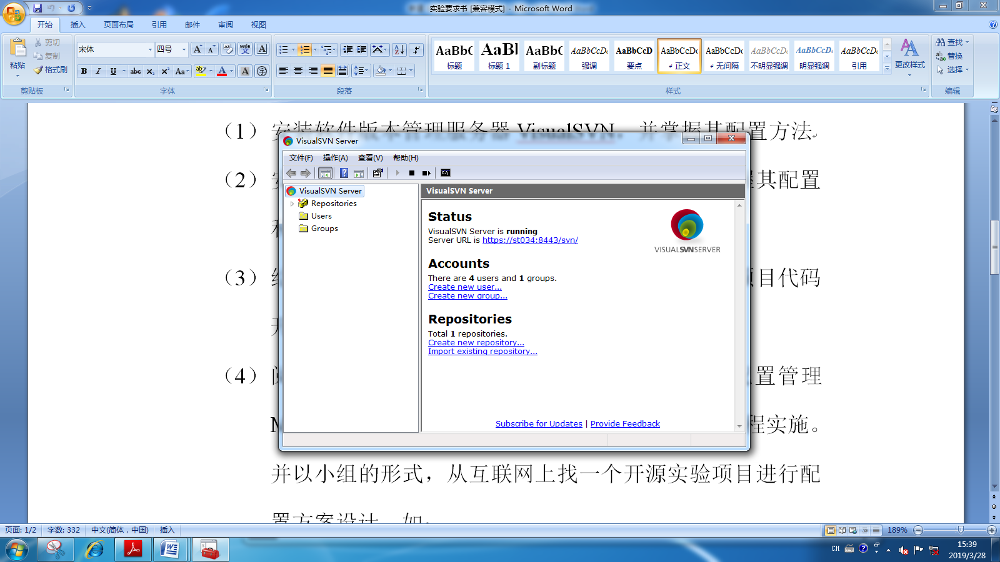 实验要求书 [兼容模式] - Microsoft Word
开始 插入 页面布局 引用 邮件 审阅 视图
粘贴 剪切 复制 格式刷
宋体 四号
AaBbC AaBl AaBbC AaBbCcD AaBbCcD AaBbCcDc AaBbCcDc AaBbCcD AaBbCcD AaBbCcD
标题 标题 1 副标题 强调 要点 正文 无间隔 不明显强调 明显强调 引用
更改样式
查找 替换 选择
剪贴板 字体 段落 样式 编辑
（1） 安装软件版本管理服务器 VisualSVN，并掌握其配置方法
（2） 其配置
（3） 项目代码
（4） 置管理
程实施。
并以小组的形式，从互联网上找一个开源实验项目进行配
置方案设计，如：
VisualSVN Server
文件(F) 操作(A) 查看(V) 帮助(H)
VisualSVN Server
Repositories
Users
Groups
VisualSVN Server
Status
VisualSVN Server is running
Server URL is https://st034:8443/svn/
VISUALSVNSERVER
Accounts
There are 4 users and 1 groups.
Create new user...
Create new group...
Repositories
Total 1 repositories.
Create new repository...
Import existing repository...
Subscribe for Updates | Provide Feedback
页面: 1/2 字数: 332 中文(简体，中国) 插入 189%
CH 15:39
2019/3/28